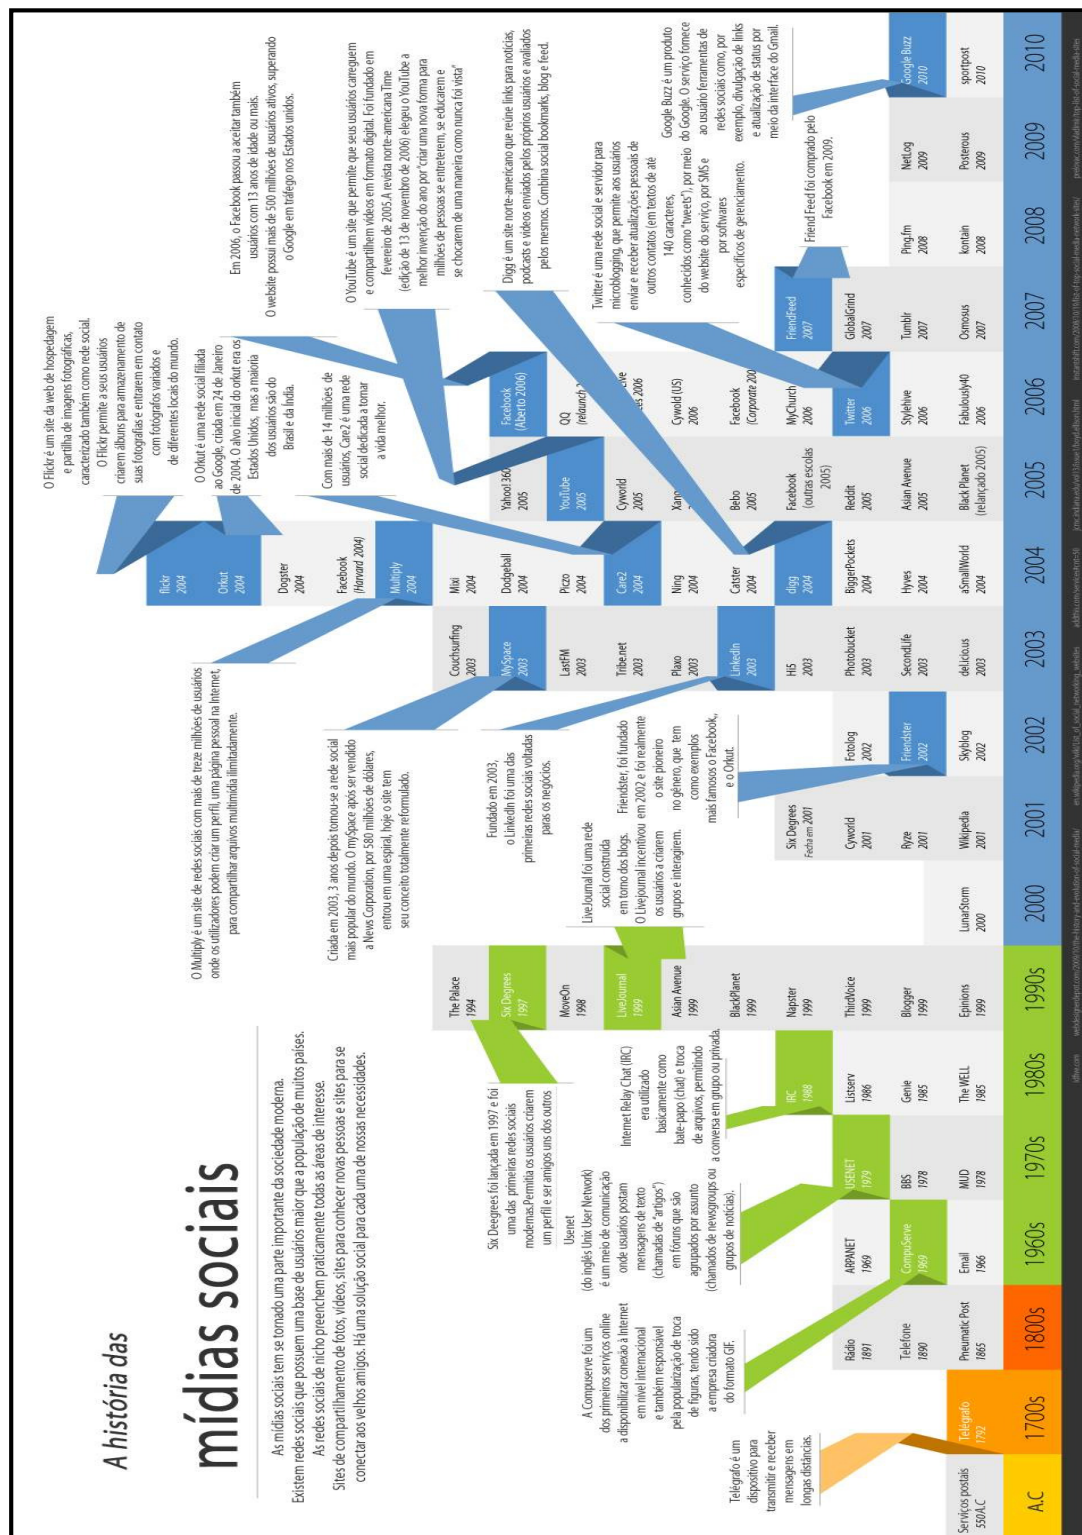 A história das
mídias sociais
As mídias sociais tem se tornado uma parte importante da sociedade moderna.
Existem redes sociais que possuem uma base de usuários maior que a população de muitos países.
As redes sociais de nicho preenchem praticamente todas as áreas de interesse.
Sites de compartilhamento de fotos, vídeos, sites para conhecer novas pessoas e sites para se
conectar aos velhos amigos. Há uma solução social para cada uma de nossas necessidades.
O Flickr é um site da web de hospedagem
e partilha de imagens fotográficas,
caracterizado também como rede social.
O Flickr permite a seus usuários
criarem álbuns para armazenamento de
suas fotografias e entrarem em contato
com fotógrafos variados e
de diferentes locais do mundo.
O Orkut é uma rede social filiada
ao Google, criada em 24 de Janeiro
de 2004. O alvo inicial do orkut era os
Estados Unidos, mas a maioria
dos usuários são do
Brasil e da Índia.
Com mais de 14 milhões de
usuários, Care2 é uma rede
social dedicada a tornar
a vida melhor.
Em 2006, o Facebook passou a aceitar também
usuários com 13 anos de idade ou mais.
O website possui mais de 500 milhões de usuários ativos, superando
o Google em tráfego nos Estados unidos.
O YouTube é um site que permite que seus usuários carreguem
e compartilhem vídeos em formato digital. Foi fundado em
fevereiro de 2005.A revista norte-americana Time
(edição de 13 de novembro de 2006) elegeu o YouTube a
melhor invenção do ano por "criar uma nova forma para
milhões de pessoas se entreterem, se educarem e
se chocarem de uma maneira como nunca foi vista"
Digg é um site norte-americano que reúne links para notícias,
podcasts e videos enviados pelos próprios usuários e avaliados
pelos mesmos. Combina social bookmarks, blog e feed.
Twitter é uma rede social e servidor para
microblogging, que permite aos usuários
enviar e receber atualizações pessoais de
outros contatos (em textos de até
140 caracteres,
conhecidos como "tweets"), por meio
do website do serviço, por SMS e
por softwares
específicos de gerenciamento.
Google Buzz é um produto
do Google. O serviço fornece
ao usuário ferramentas de
redes sociais como, por
exemplo, divulgação de links
e atualização de status por
meio da interface do Gmail.
Friend Feed foi comprado pelo
Facebook em 2009.
O Multiply é um site de redes sociais com mais de treze milhões de usuários
onde os utilizadores podem criar um perfil, uma página pessoal na Internet,
para compartilhar arquivos multimídia ilimitadamente.
Criada em 2003, 3 anos depois tornou-se a rede social
mais popular do mundo. O mySpace após ser vendido
a News Corporation, por 580 milhões de dólares,
entrou em uma espiral, hoje o site tem
seu conceito totalmente reformulado.
Fundado em 2003,
o LinkedIn foi uma das
primeiras redes sociais voltadas
paras os negócios.
Friendster, foi fundado
em 2002 e foi realmente
o site pioneiro
no gênero, que tem
como exemplos
mais famosos o Facebook,,
e o Orkut.
LiveJournal foi uma rede
social construída
em torno dos blogs.
O Livejournal incentivou
os usuários a criarem
grupos e interagirem.
Six Deegrees foi lançada em 1997 e foi
uma das primeiras redes sociais
modernas.Permitia os usuários criarem
um perfil e ser amigos uns dos outros
Internet Relay Chat (IRC)
era utilizado
basicamente como
bate-papo (chat) e troca
de arquivos, permitindo
a conversa em grupo ou privada.
Usenet
(do inglês Unix User Network)
é um meio de comunicação
onde usuários postam
mensagens de texto
(chamadas de "artigos")
em fóruns que são
agrupados por assunto
(chamados de newsgroups ou
grupos de notícias).
A Compuserve foi um
dos primeiros serviços online
a disponibilizar conexão à Internet
em nível internacional
e também responsável
pela popularização de troca
de figuras, tendo sido
a empresa criadora
do formato GIF.
Telégrafo é um
dispositivo para
transmitir e receber
mensagens em
longas distâncias.
Serviços postais
550A.C
Telégrafo
1792
Rádio
1891
Telefone
1890
Pneumatic Post
1865
ARPANET
1969
CompuServe
1969
Email
1966
USENET
1979
BBS
1978
MUD
1978
IRC
1988
Listserv
1986
Genie
1985
The WELL
1985
The Palace
1994
Six Degrees
1997
MoveOn
1998
LiveJournal
1999
Asian Avenue
1999
BlackPlanet
1999
Napster
1999
ThirdVoice
1999
Blogger
1999
Epinions
1999
LunarStorm
2000
Six Degrees
Fecha em 2001
Cyworld
2001
Ryze
2001
Wikipedia
2001
Fotolog
2002
Friendster
2002
Skyblog
2002
Couchsurfing
2003
MySpace
2003
LastFM
2003
Tribe.net
2003
Plaxo
2003
LinkedIn
2003
Hi5
2003
Photobucket
2003
SecondLife
2003
delicio.us
2003
flickr
2004
Orkut
2004
Dogster
2004
Facebook
(Harvard 2004)
Multiply
2004
Mixi
2004
Dodgeball
2004
Piczo
2004
Care2
2004
Ning
2004
Catster
2004
digg
2004
BiggerPockets
2004
Hyves
2004
aSmallWorld
2004
Yahoo! 360
2005
YouTube
2005
Cyworld
2005
2005
Bebo
2005
Facebook
(outras escolas
2005)
Reddit
2005
Asian Avenue
2005
Black Planet
(relançado 2005)
Facebook
(Aberto 2006)
QQ
(relaunch
2006
Cywold (US)
2006
Facebook
(Corporate
MyChurch
2006
Twitter
2006
Stylehive
2006
Fabulously40
2006
FriendFeed
2007
GlobalGrind
2007
Tumblr
2007
Osmosus
2007
Ping.fm
2008
kontain
2008
NetLog
2009
Posterous
2009
Google Buzz
2010
sportpost
2010
A.C
1700s
1800s
1960s
1970s
1980s
1990s
2000
2001
2002
2003
2004
2005
2006
2007
2008
2009
2010